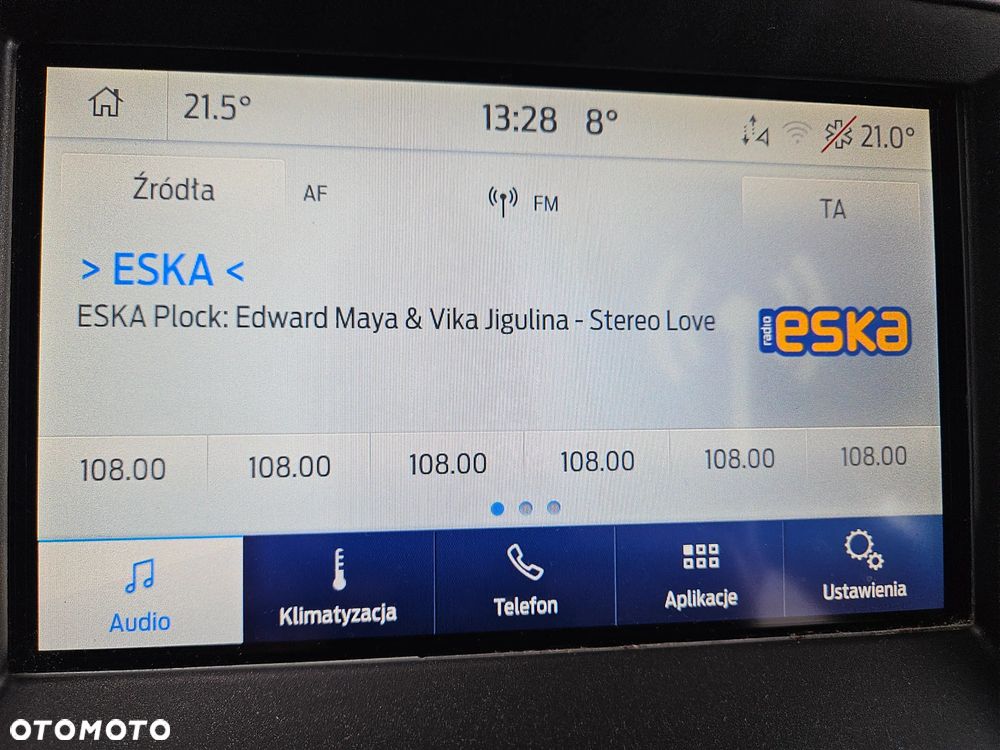 21.5° 13:28 8° 21.0°
Źródła AF FM TA
> ESKA <
ESKA Plock: Edward Maya & Vika Jigulina - Stereo Love
radio eska
108.00 108.00 108.00 108.00 108.00 108.00
Audio Klimatyzacja Telefon Aplikacje Ustawienia
OTOMOTO